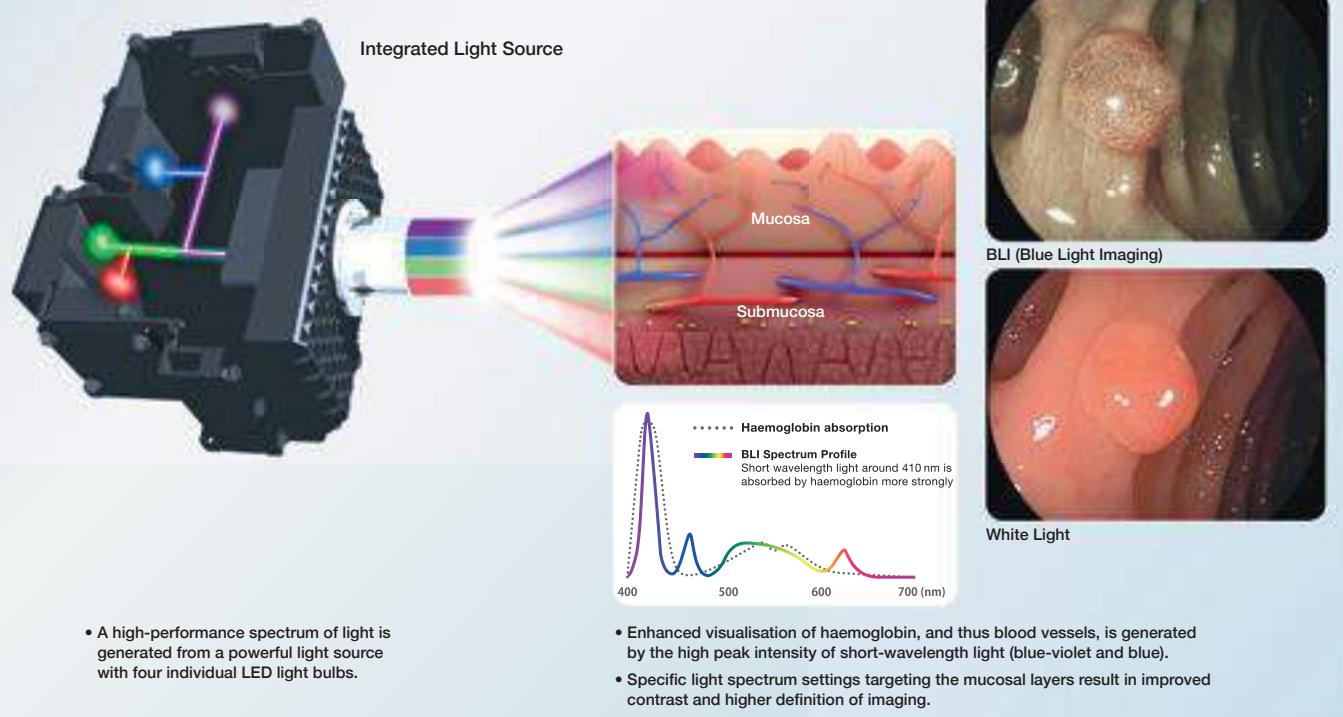 Integrated Light Source
Mucosa
Submucosa
BLI (Blue Light Imaging)
White Light
Haemoglobin absorption
BLI Spectrum Profile
Short wavelength light around 410 nm is
absorbed by haemoglobin more strongly
400 500 600 700 (nm)
• A high-performance spectrum of light is
generated from a powerful light source
with four individual LED light bulbs.
• Enhanced visualisation of haemoglobin, and thus blood vessels, is generated
by the high peak intensity of short-wavelength light (blue-violet and blue).
• Specific light spectrum settings targeting the mucosal layers result in improved
contrast and higher definition of imaging.